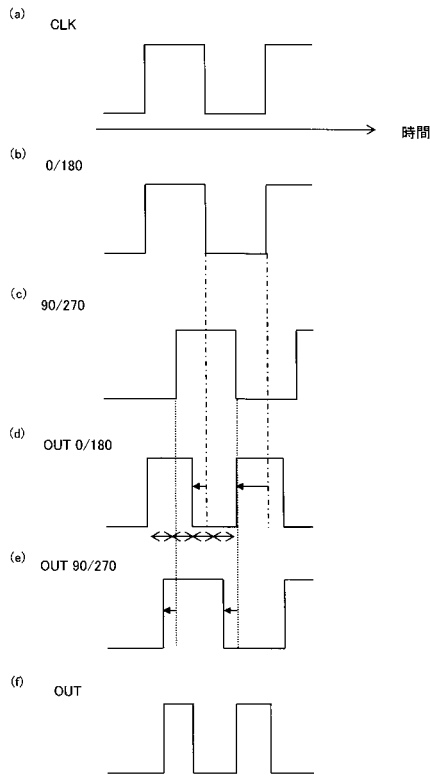 (a)
CLK
時間
(b)
0/180
(c)
90/270
(d)
OUT 0/180
(e)
OUT 90/270
(f)
OUT